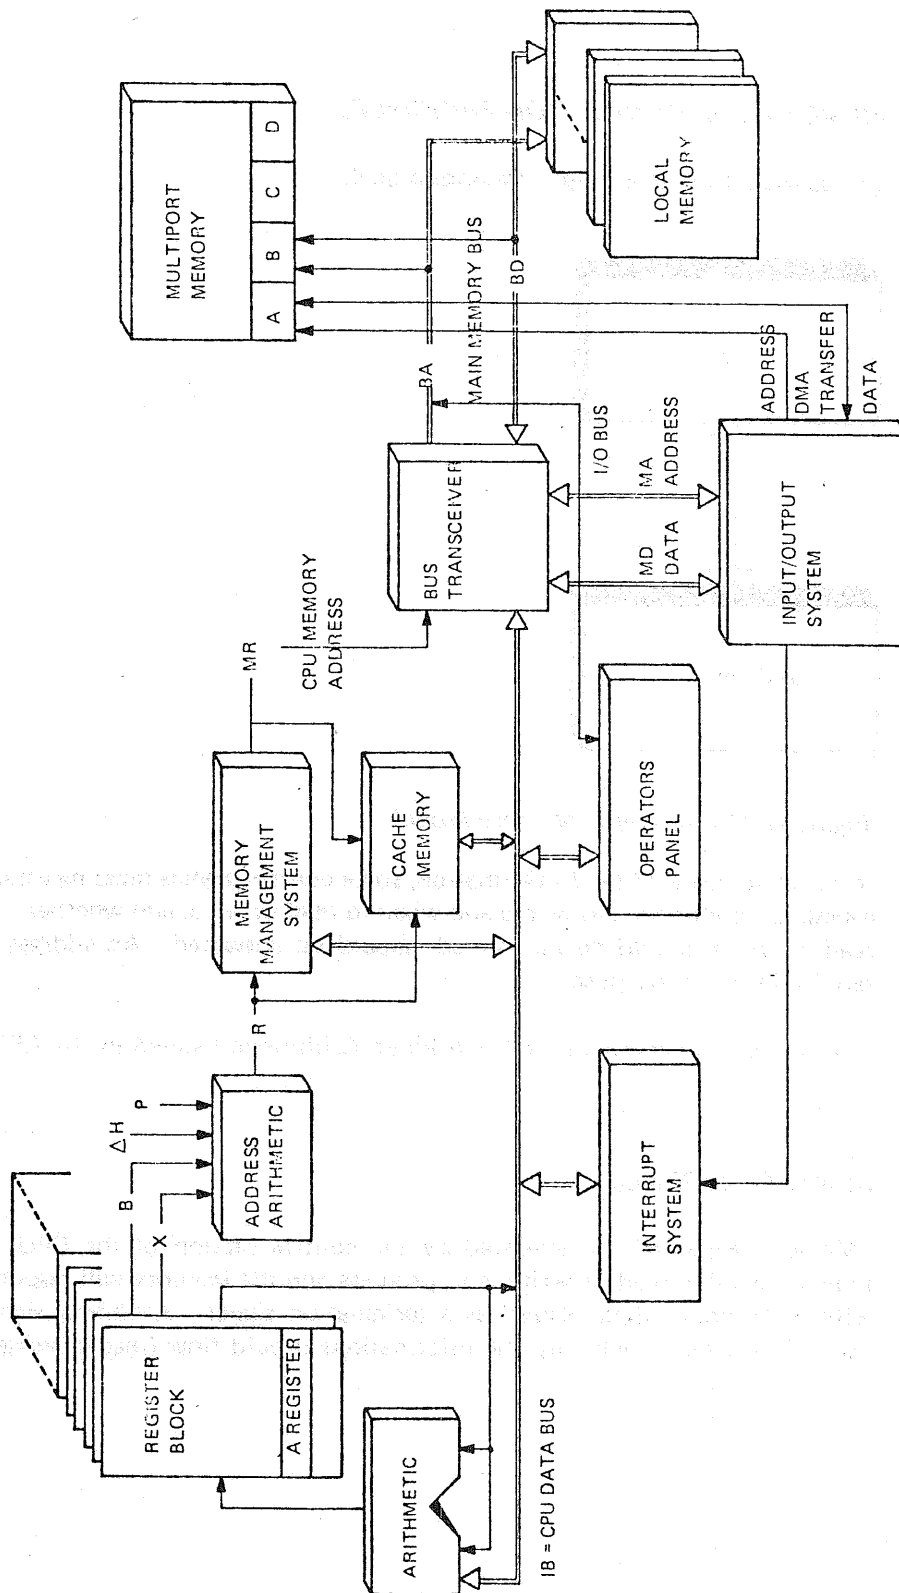 REGISTER
BLOCK
A REGISTER
ARITHMETIC
IB = CPU DATA BUS
B
X
ΔH
P
ADDRESS
ARITHMETIC
R
MEMORY
MANAGEMENT
SYSTEM
CACHE
MEMORY
MR
CPU MEMORY
ADDRESS
BUS
TRANSCEIVER
BA
MAIN MEMORY BUS
BD
MULTIPORT
MEMORY
A
B
C
D
LOCAL
MEMORY
I/O BUS
MA
ADDRESS
MD
DATA
ADDRESS
DMA
TRANSFER
DATA
INPUT/OUTPUT
SYSTEM
OPERATORS
PANEL
INTERRUPT
SYSTEM